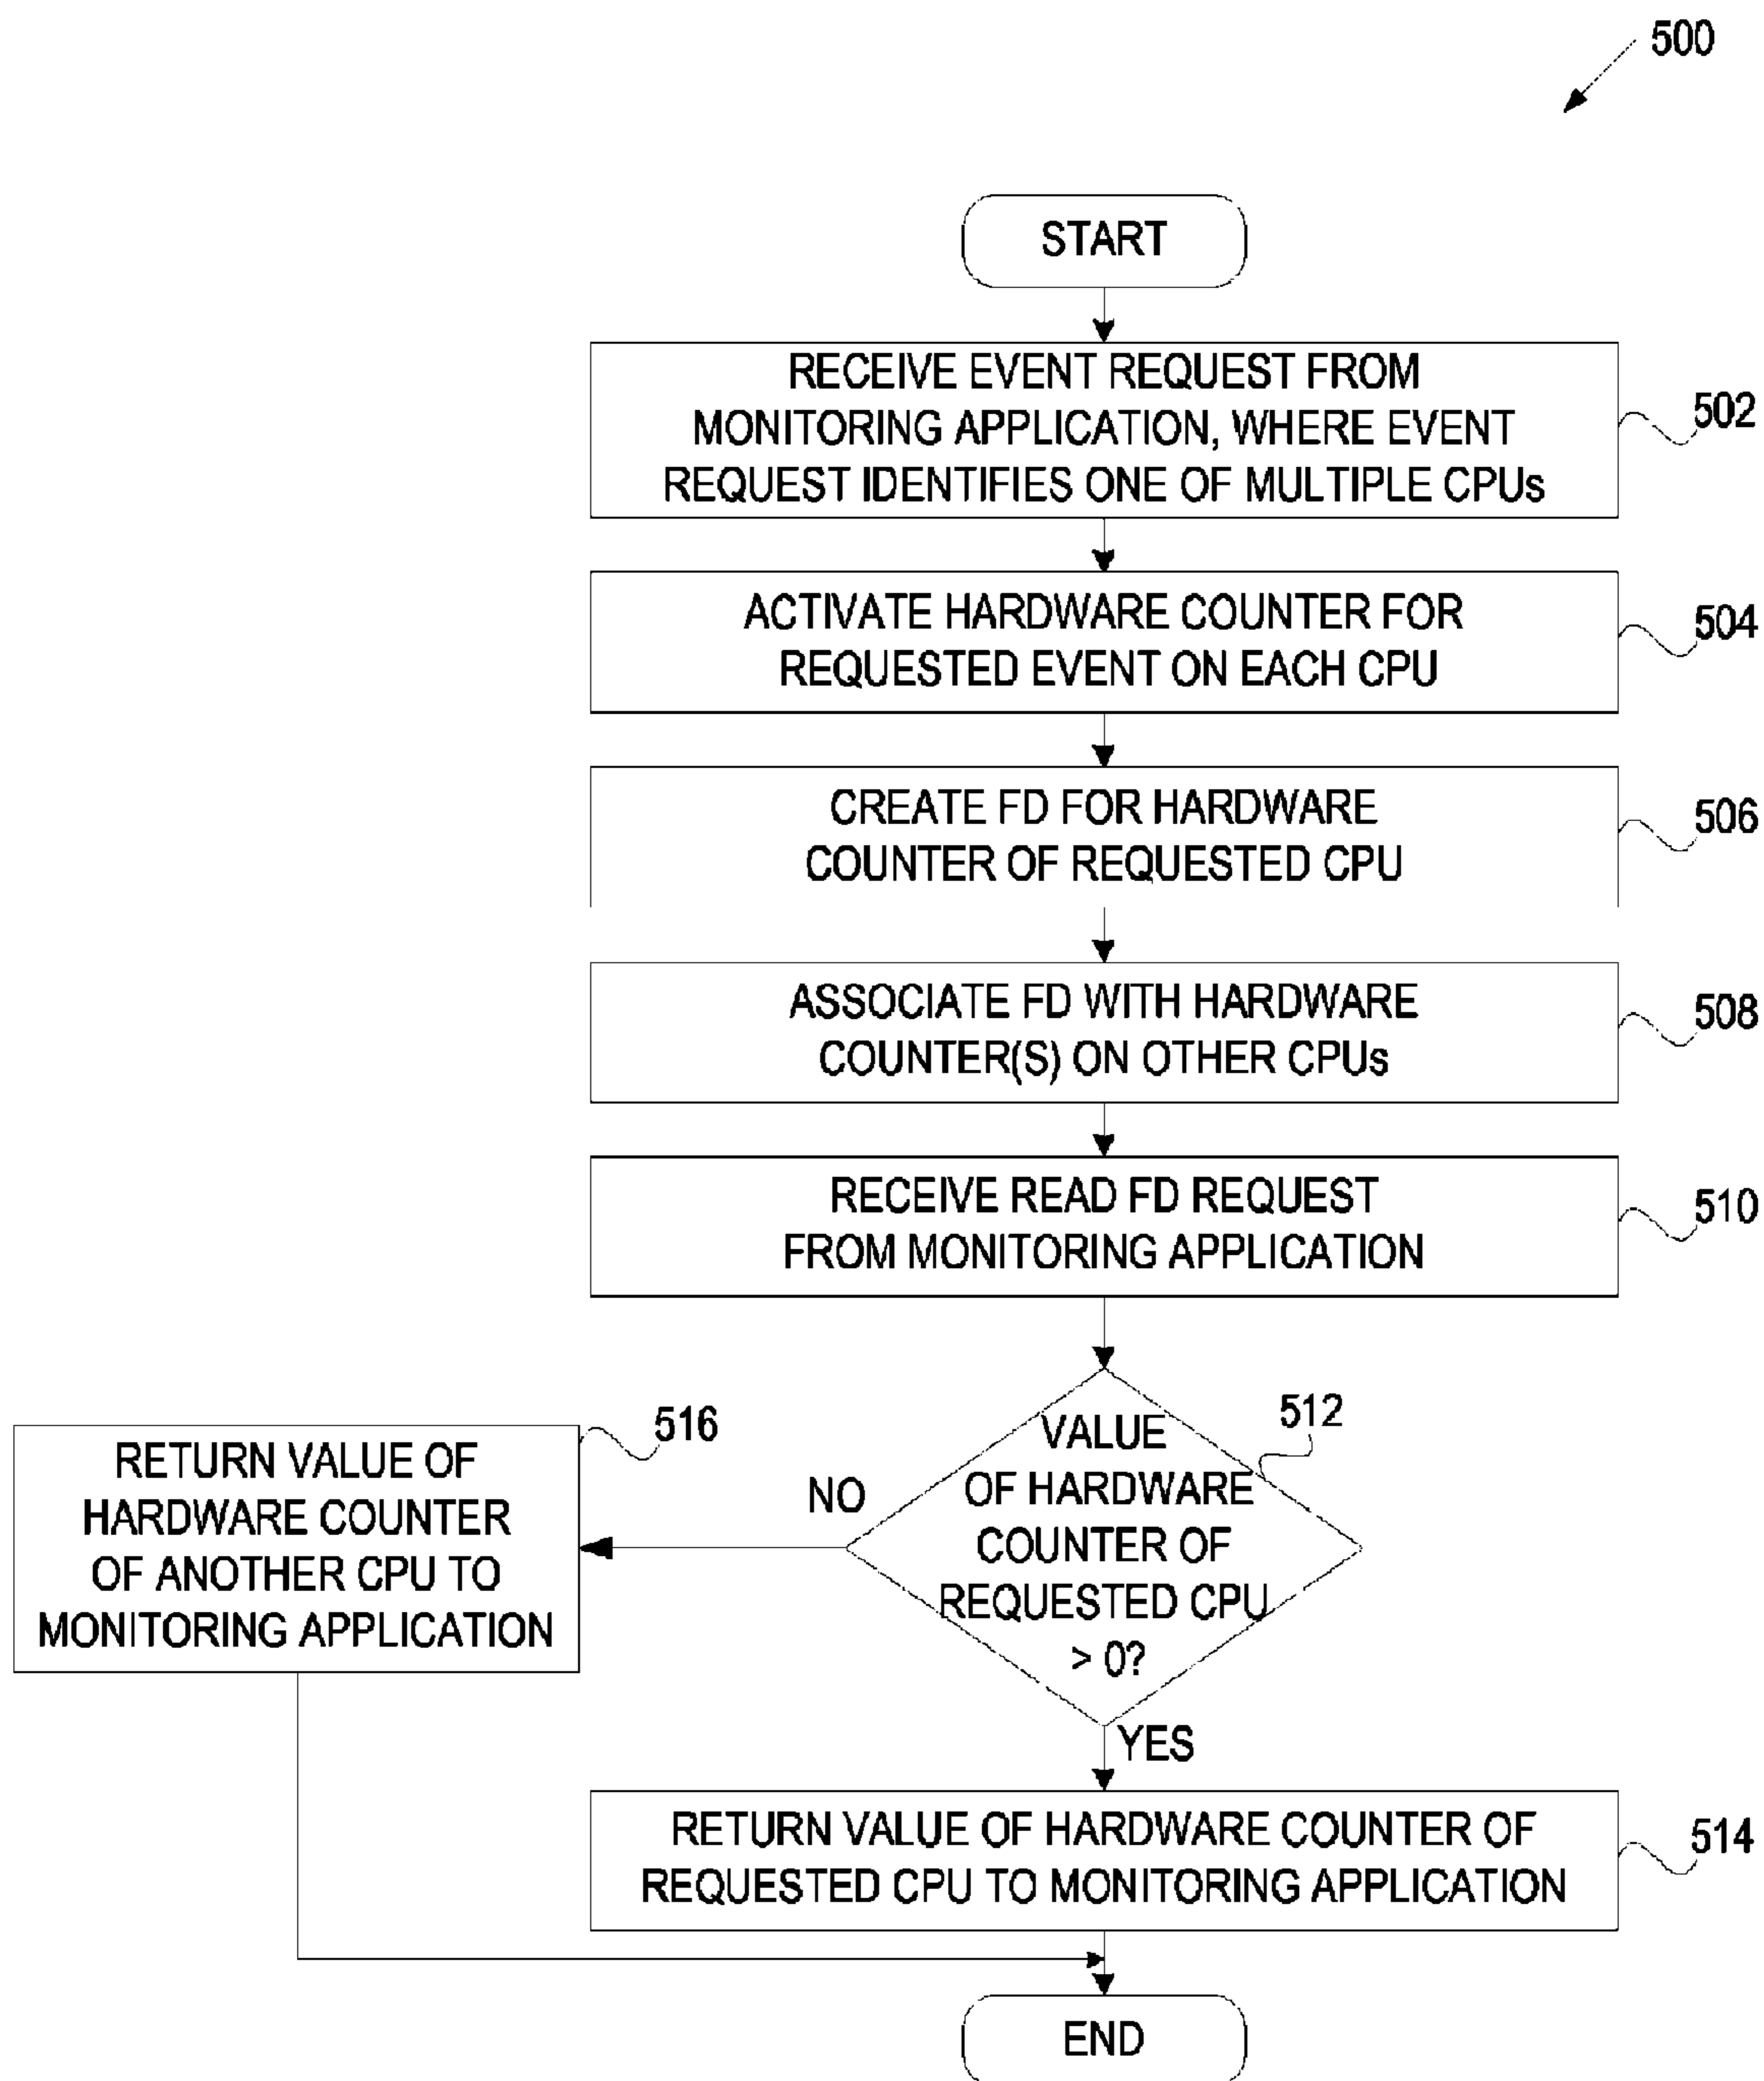 500
START
RECEIVE EVENT REQUEST FROM
MONITORING APPLICATION, WHERE EVENT
REQUEST IDENTIFIES ONE OF MULTIPLE CPUs
502
ACTIVATE HARDWARE COUNTER FOR
REQUESTED EVENT ON EACH CPU
504
CREATE FD FOR HARDWARE
COUNTER OF REQUESTED CPU
506
ASSOCIATE FD WITH HARDWARE
COUNTER(S) ON OTHER CPUs
508
RECEIVE READ FD REQUEST
FROM MONITORING APPLICATION
510
VALUE
OF HARDWARE
COUNTER OF
REQUESTED CPU
> 0?
512
NO
RETURN VALUE OF
HARDWARE COUNTER
OF ANOTHER CPU TO
MONITORING APPLICATION
516
YES
RETURN VALUE OF HARDWARE COUNTER OF
REQUESTED CPU TO MONITORING APPLICATION
514
END